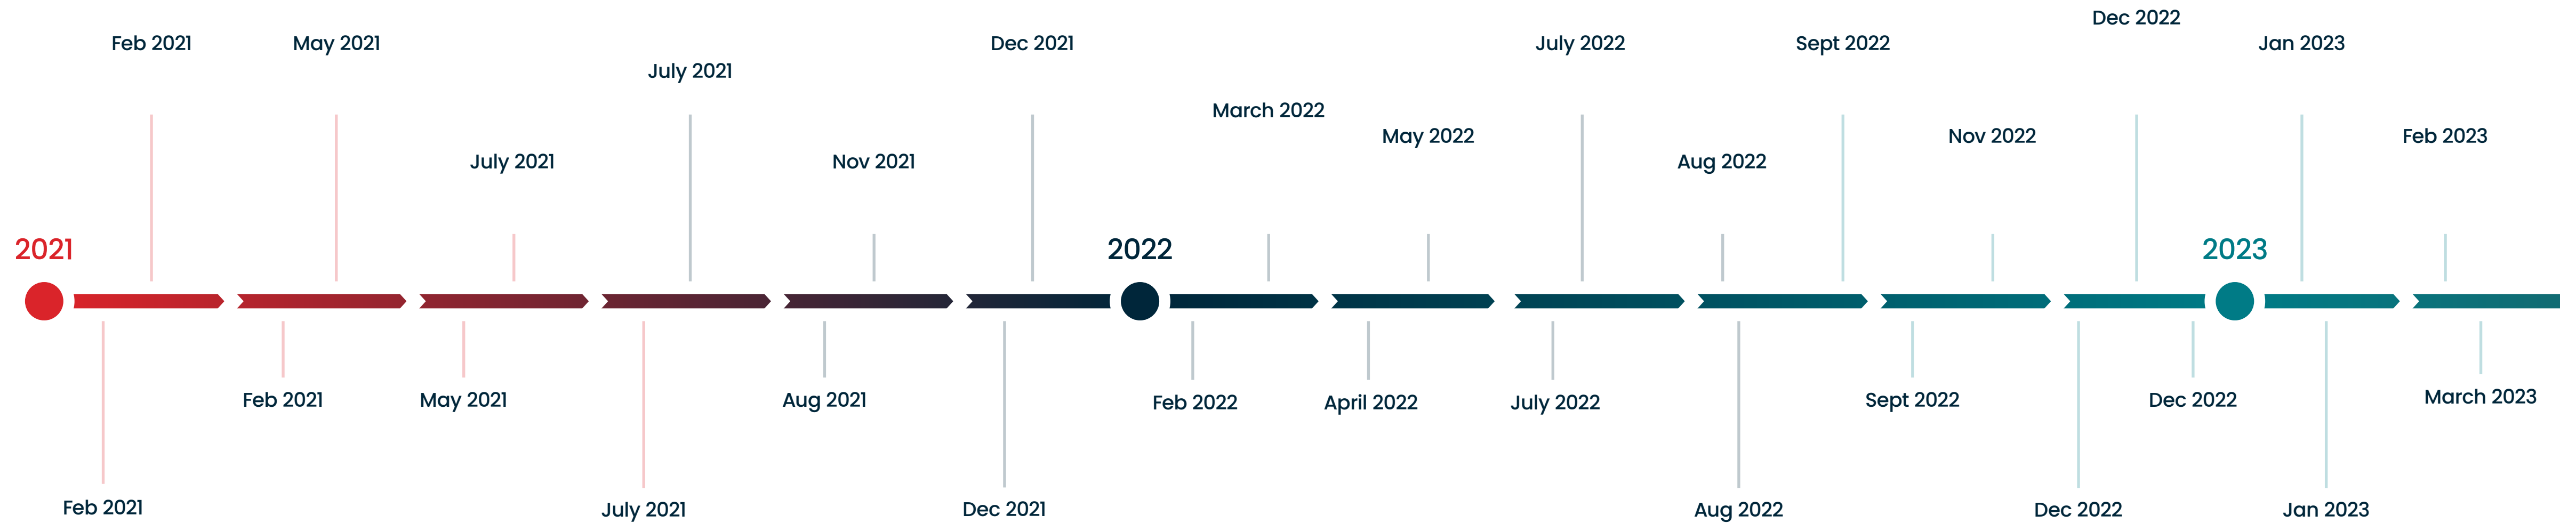 Dec 2022
Feb 2021
May 2021
Dec 2021
July 2022
Sept 2022
Jan 2023
July 2021
March 2022
May 2022
Nov 2022
Feb 2023
July 2021
Nov 2021
Aug 2022
2021
2022
2023
Feb 2021
May 2021
Aug 2021
Feb 2022
April 2022
July 2022
Sept 2022
Dec 2022
March 2023
Feb 2021
July 2021
Dec 2021
Aug 2022
Dec 2022
Jan 2023